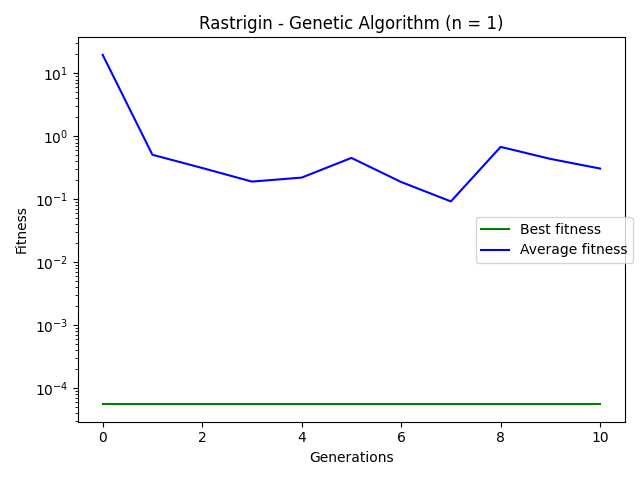 Rastrigin - Genetic Algorithm (n = 1)
Fitness
10¹
10⁰
10⁻¹
10⁻²
10⁻³
10⁻⁴
Best fitness
Average fitness
0 2 4 6 8 10
Generations